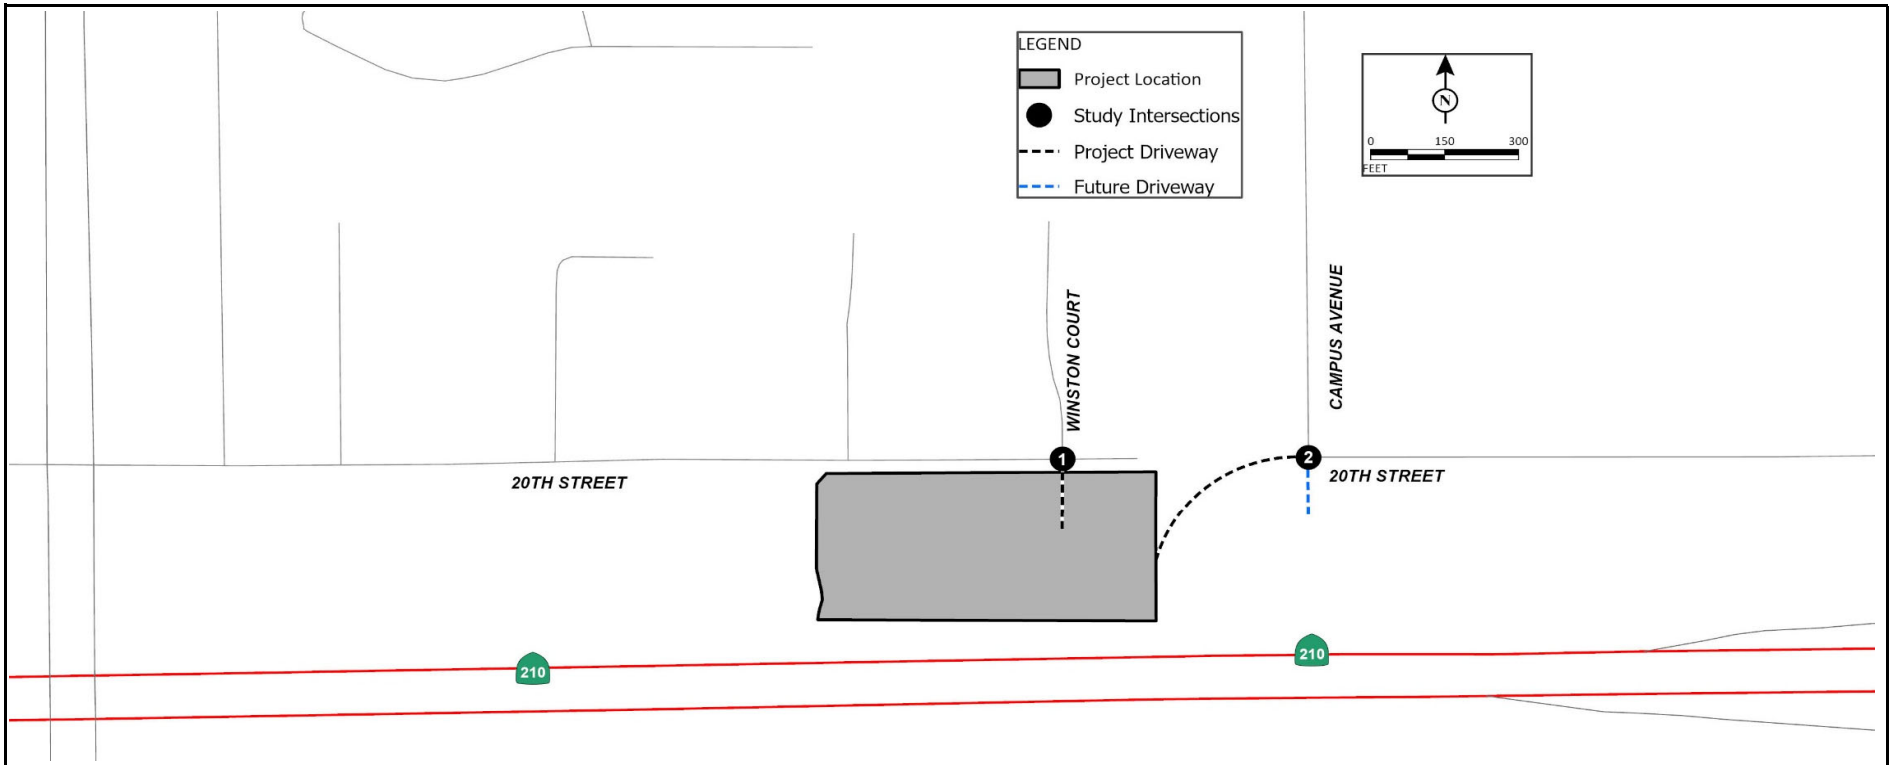 LEGEND
Project Location
Study Intersections
Project Driveway
Future Driveway
N
0 150 300
FEET
WINSTON COURT
CAMPUS AVENUE
1
2
20TH STREET
20TH STREET
210
210